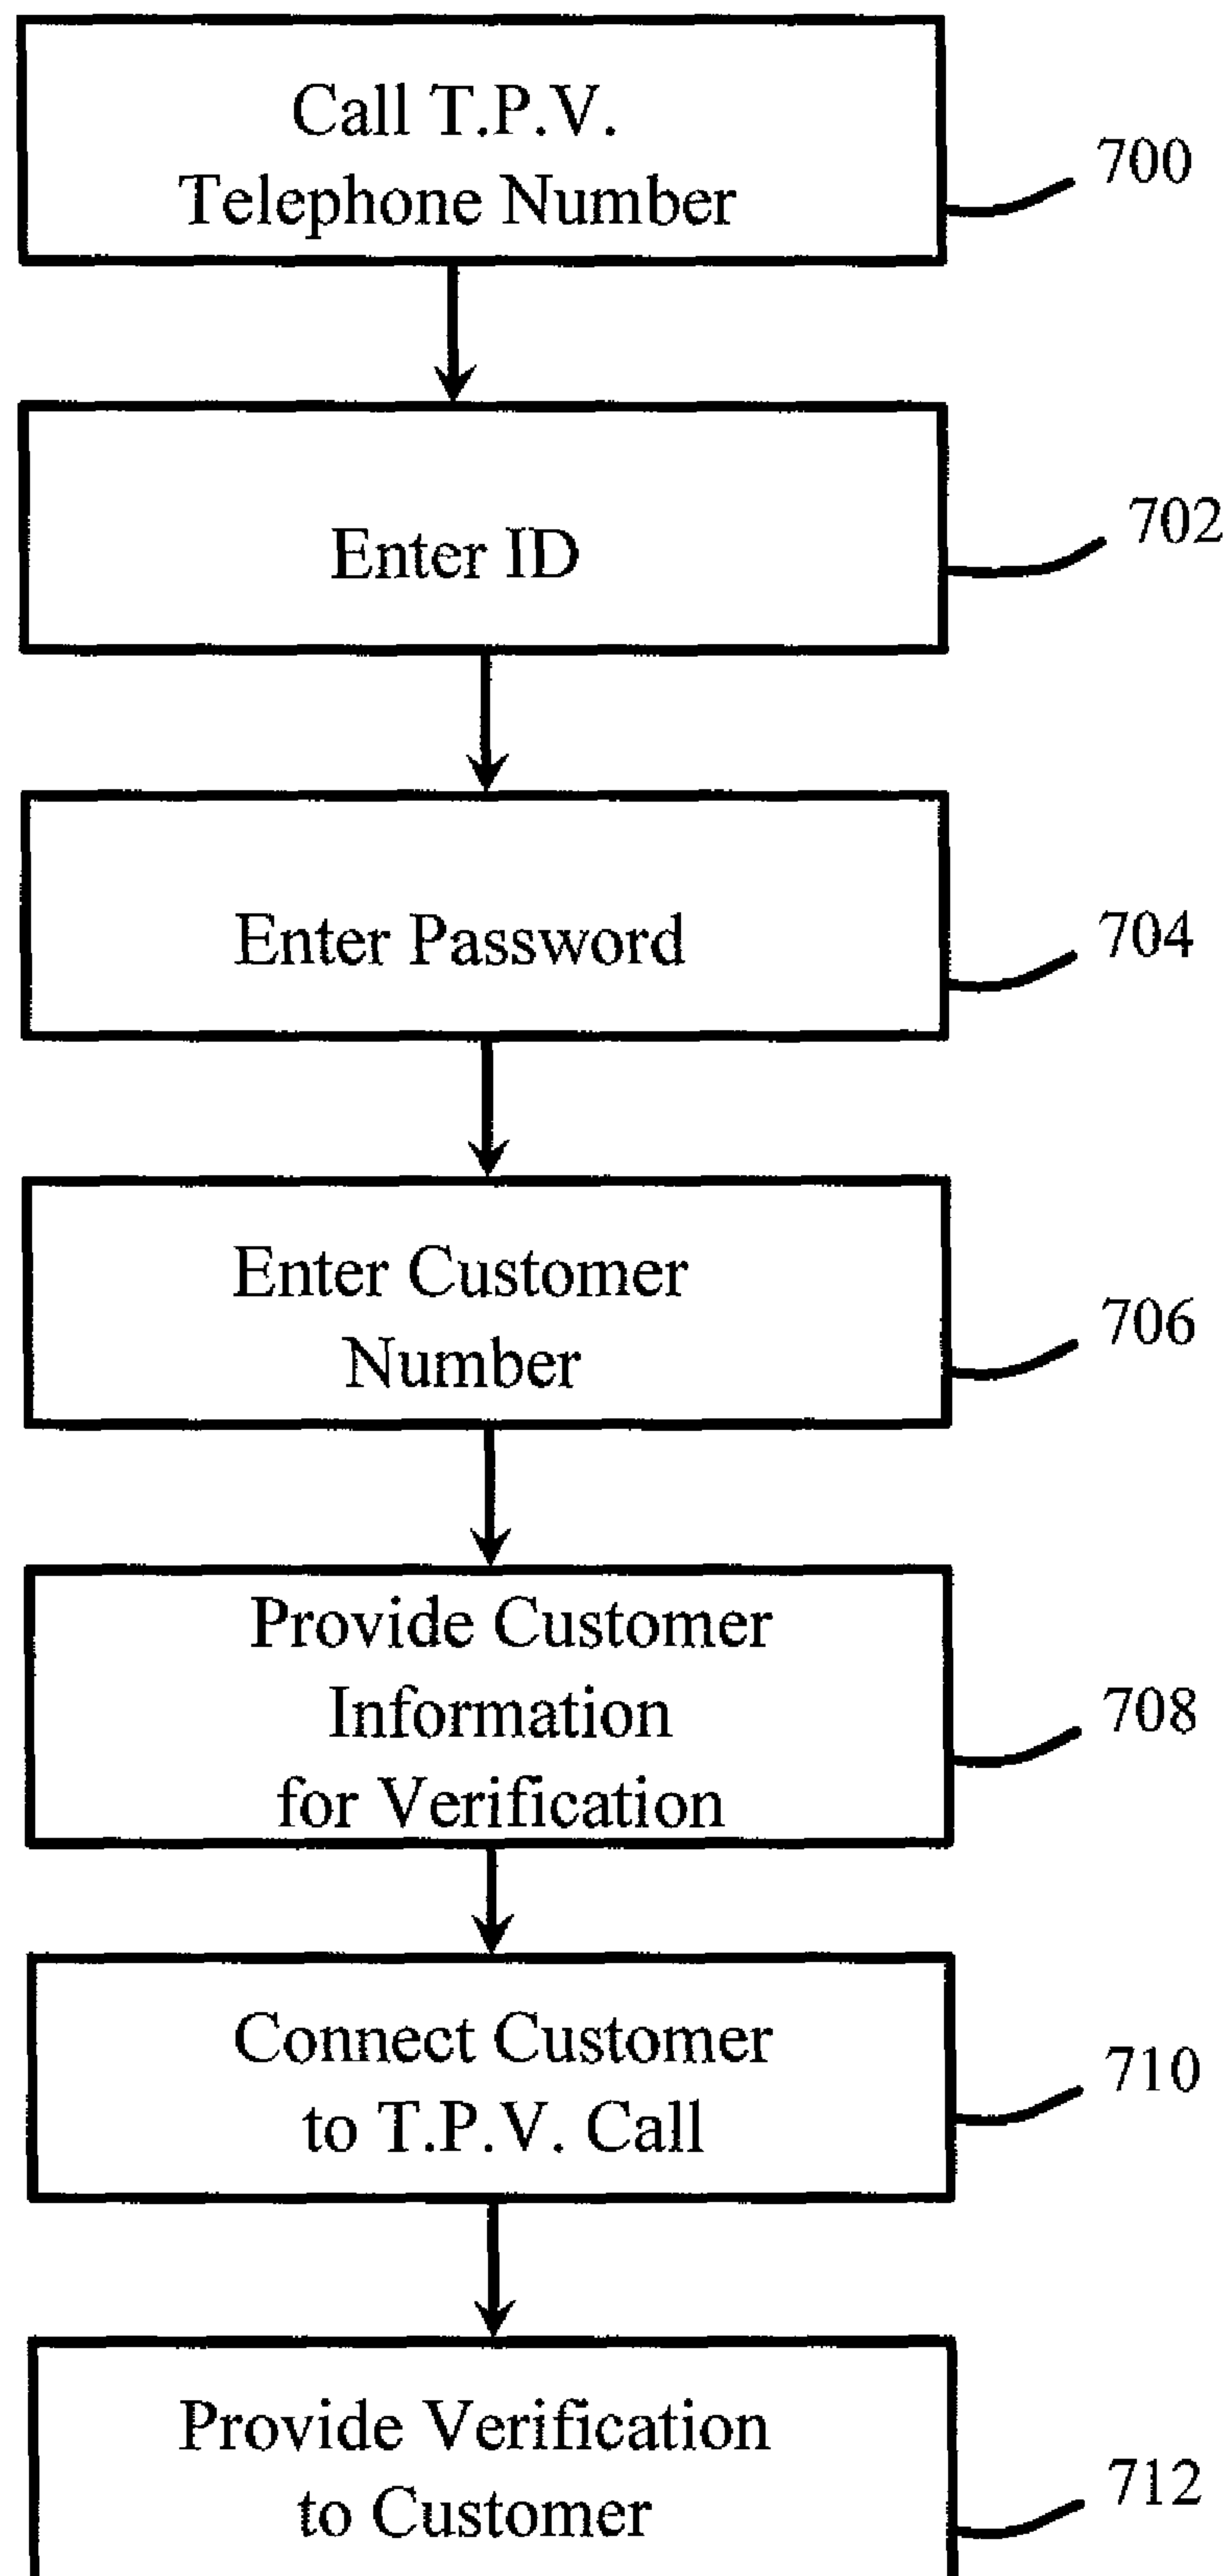 Call T.P.V.
Telephone Number
700
Enter ID
702
Enter Password
704
Enter Customer
Number
706
Provide Customer
Information
for Verification
708
Connect Customer
to T.P.V. Call
710
Provide Verification
to Customer
712